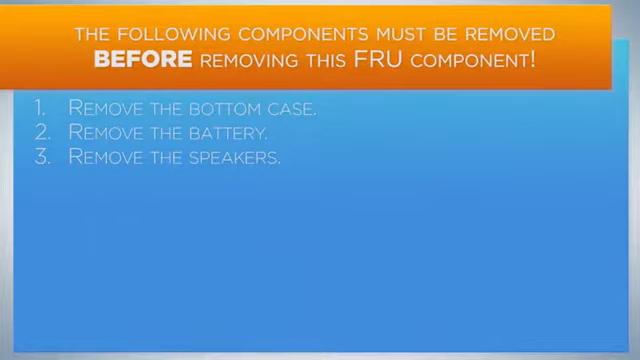 THE FOLLOWING COMPONENTS MUST BE REMOVED
BEFORE REMOVING THIS FRU COMPONENT!
1. REMOVE THE BOTTOM CASE.
2. REMOVE THE BATTERY.
3. REMOVE THE SPEAKERS.